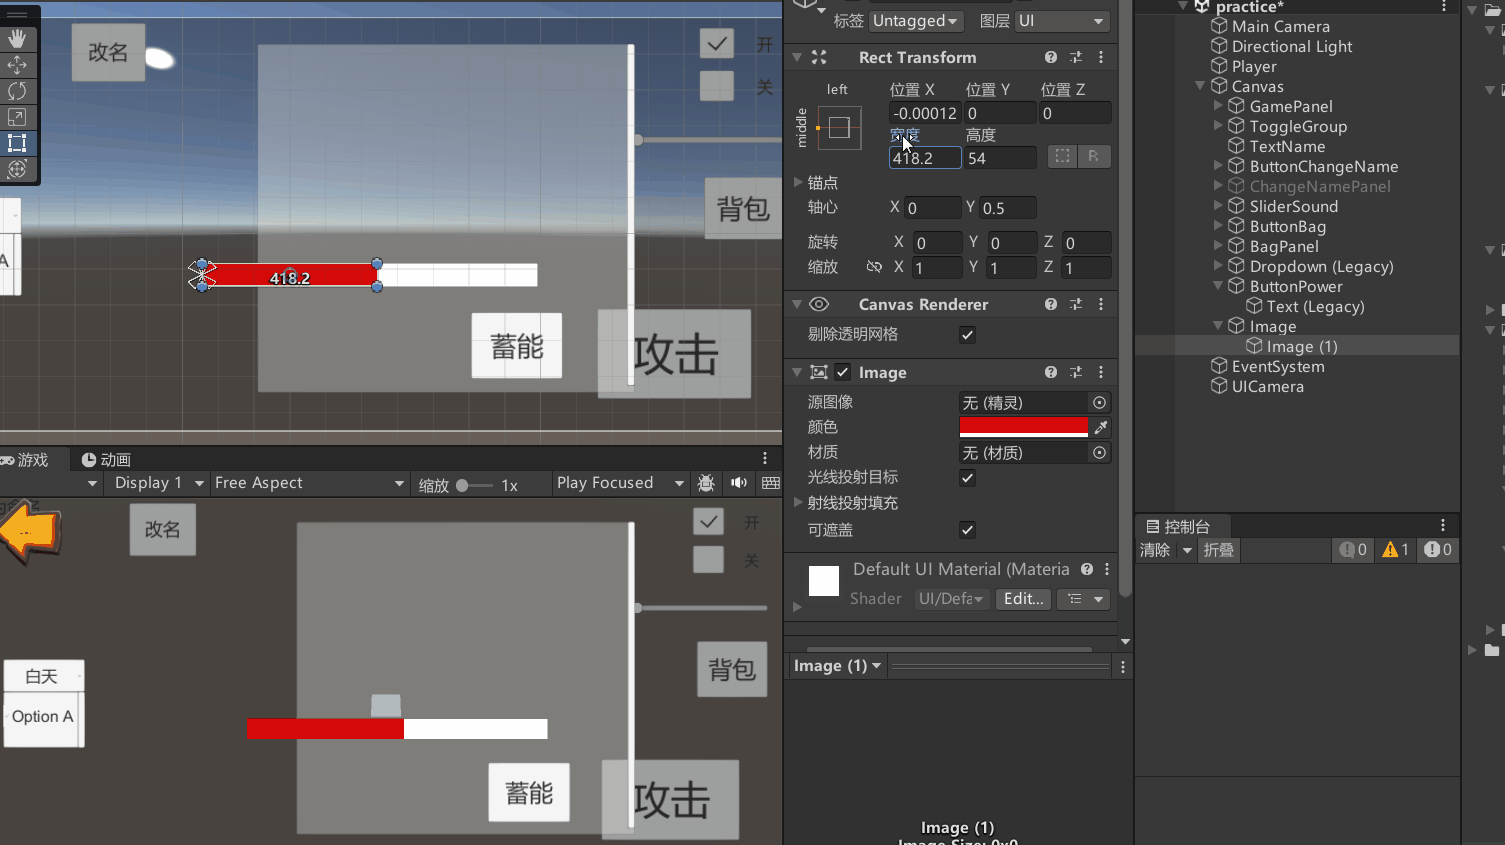 改名
开
关
背包
A
418.2
蓄能
攻击
游戏
动画
Display 1
Free Aspect
缩放
1x
Play Focused
改名
开
关
白天
Option A
背包
蓄能
攻击
标签
Untagged
图层
UI
Rect Transform
left
middle
位置 X
位置 Y
位置 Z
-0.00012
0
0
宽度
高度
418.2
54
R
锚点
轴心
X 0
Y 0.5
旋转
X 0
Y 0
Z 0
缩放
X 1
Y 1
Z 1
Canvas Renderer
剔除透明网格
Image
源图像
无 (精灵)
颜色
材质
无 (材质)
光线投射目标
射线投射填充
可遮盖
Default UI Material (Materia
Shader
UI/Defa
Edit...
Image (1)
Image (1)
Image Size: 0x0
practice*
Main Camera
Directional Light
Player
Canvas
GamePanel
ToggleGroup
TextName
ButtonChangeName
ChangeNamePanel
SliderSound
ButtonBag
BagPanel
Dropdown (Legacy)
ButtonPower
Text (Legacy)
Image
Image (1)
EventSystem
UICamera
控制台
清除
折叠
0
1
0